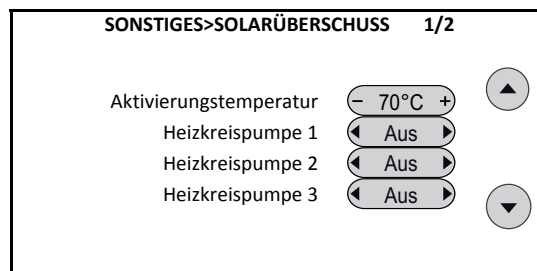 SONSTIGES>SOLARÜBERSCHUSS 1/2
Aktivierungstemperatur − 70°C +
Heizkreispumpe 1 Aus
Heizkreispumpe 2 Aus
Heizkreispumpe 3 Aus